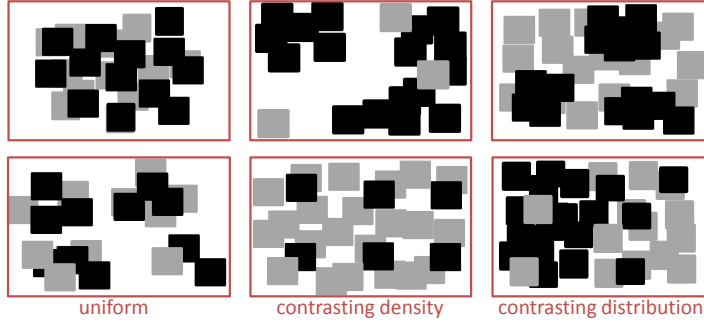 uniform
contrasting density
contrasting distribution